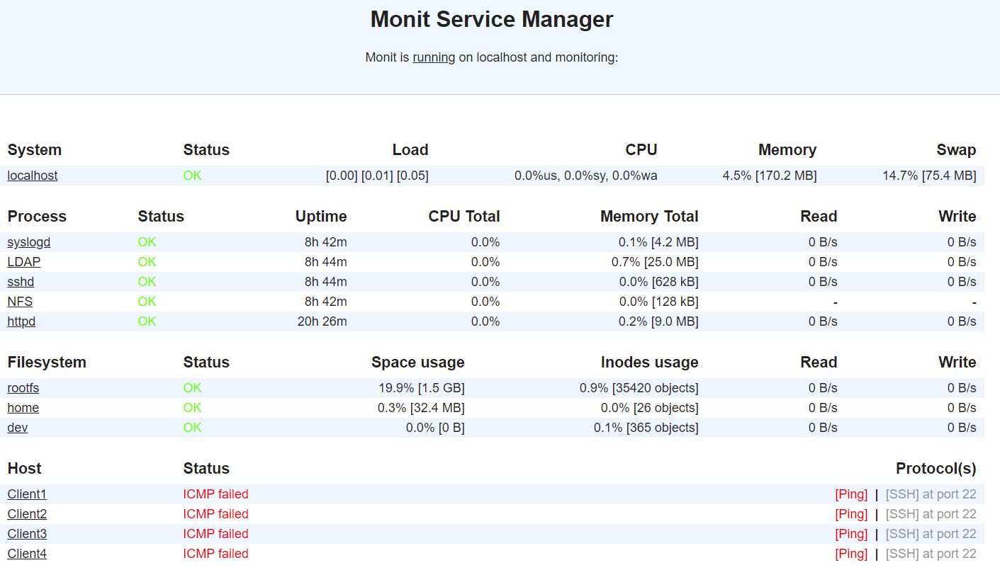 Monit Service Manager
Monit is running on localhost and monitoring:
System Status Load CPU Memory Swap
localhost OK [0.00] [0.01] [0.05] 0.0%us, 0.0%sy, 0.0%wa 4.5% [170.2 MB] 14.7% [75.4 MB]
Process Status Uptime CPU Total Memory Total Read Write
syslogd OK 8h 42m 0.0% 0.1% [4.2 MB] 0 B/s 0 B/s
LDAP OK 8h 44m 0.0% 0.7% [25.0 MB] 0 B/s 0 B/s
sshd OK 8h 44m 0.0% 0.0% [628 kB] 0 B/s 0 B/s
NFS OK 8h 42m 0.0% 0.0% [128 kB] - -
httpd OK 20h 26m 0.0% 0.2% [9.0 MB] 0 B/s 0 B/s
Filesystem Status Space usage Inodes usage Read Write
rootfs OK 19.9% [1.5 GB] 0.9% [35420 objects] 0 B/s 0 B/s
home OK 0.3% [32.4 MB] 0.0% [26 objects] 0 B/s 0 B/s
dev OK 0.0% [0 B] 0.1% [365 objects] 0 B/s 0 B/s
Host Status Protocol(s)
Client1 ICMP failed [Ping] | [SSH] at port 22
Client2 ICMP failed [Ping] | [SSH] at port 22
Client3 ICMP failed [Ping] | [SSH] at port 22
Client4 ICMP failed [Ping] | [SSH] at port 22